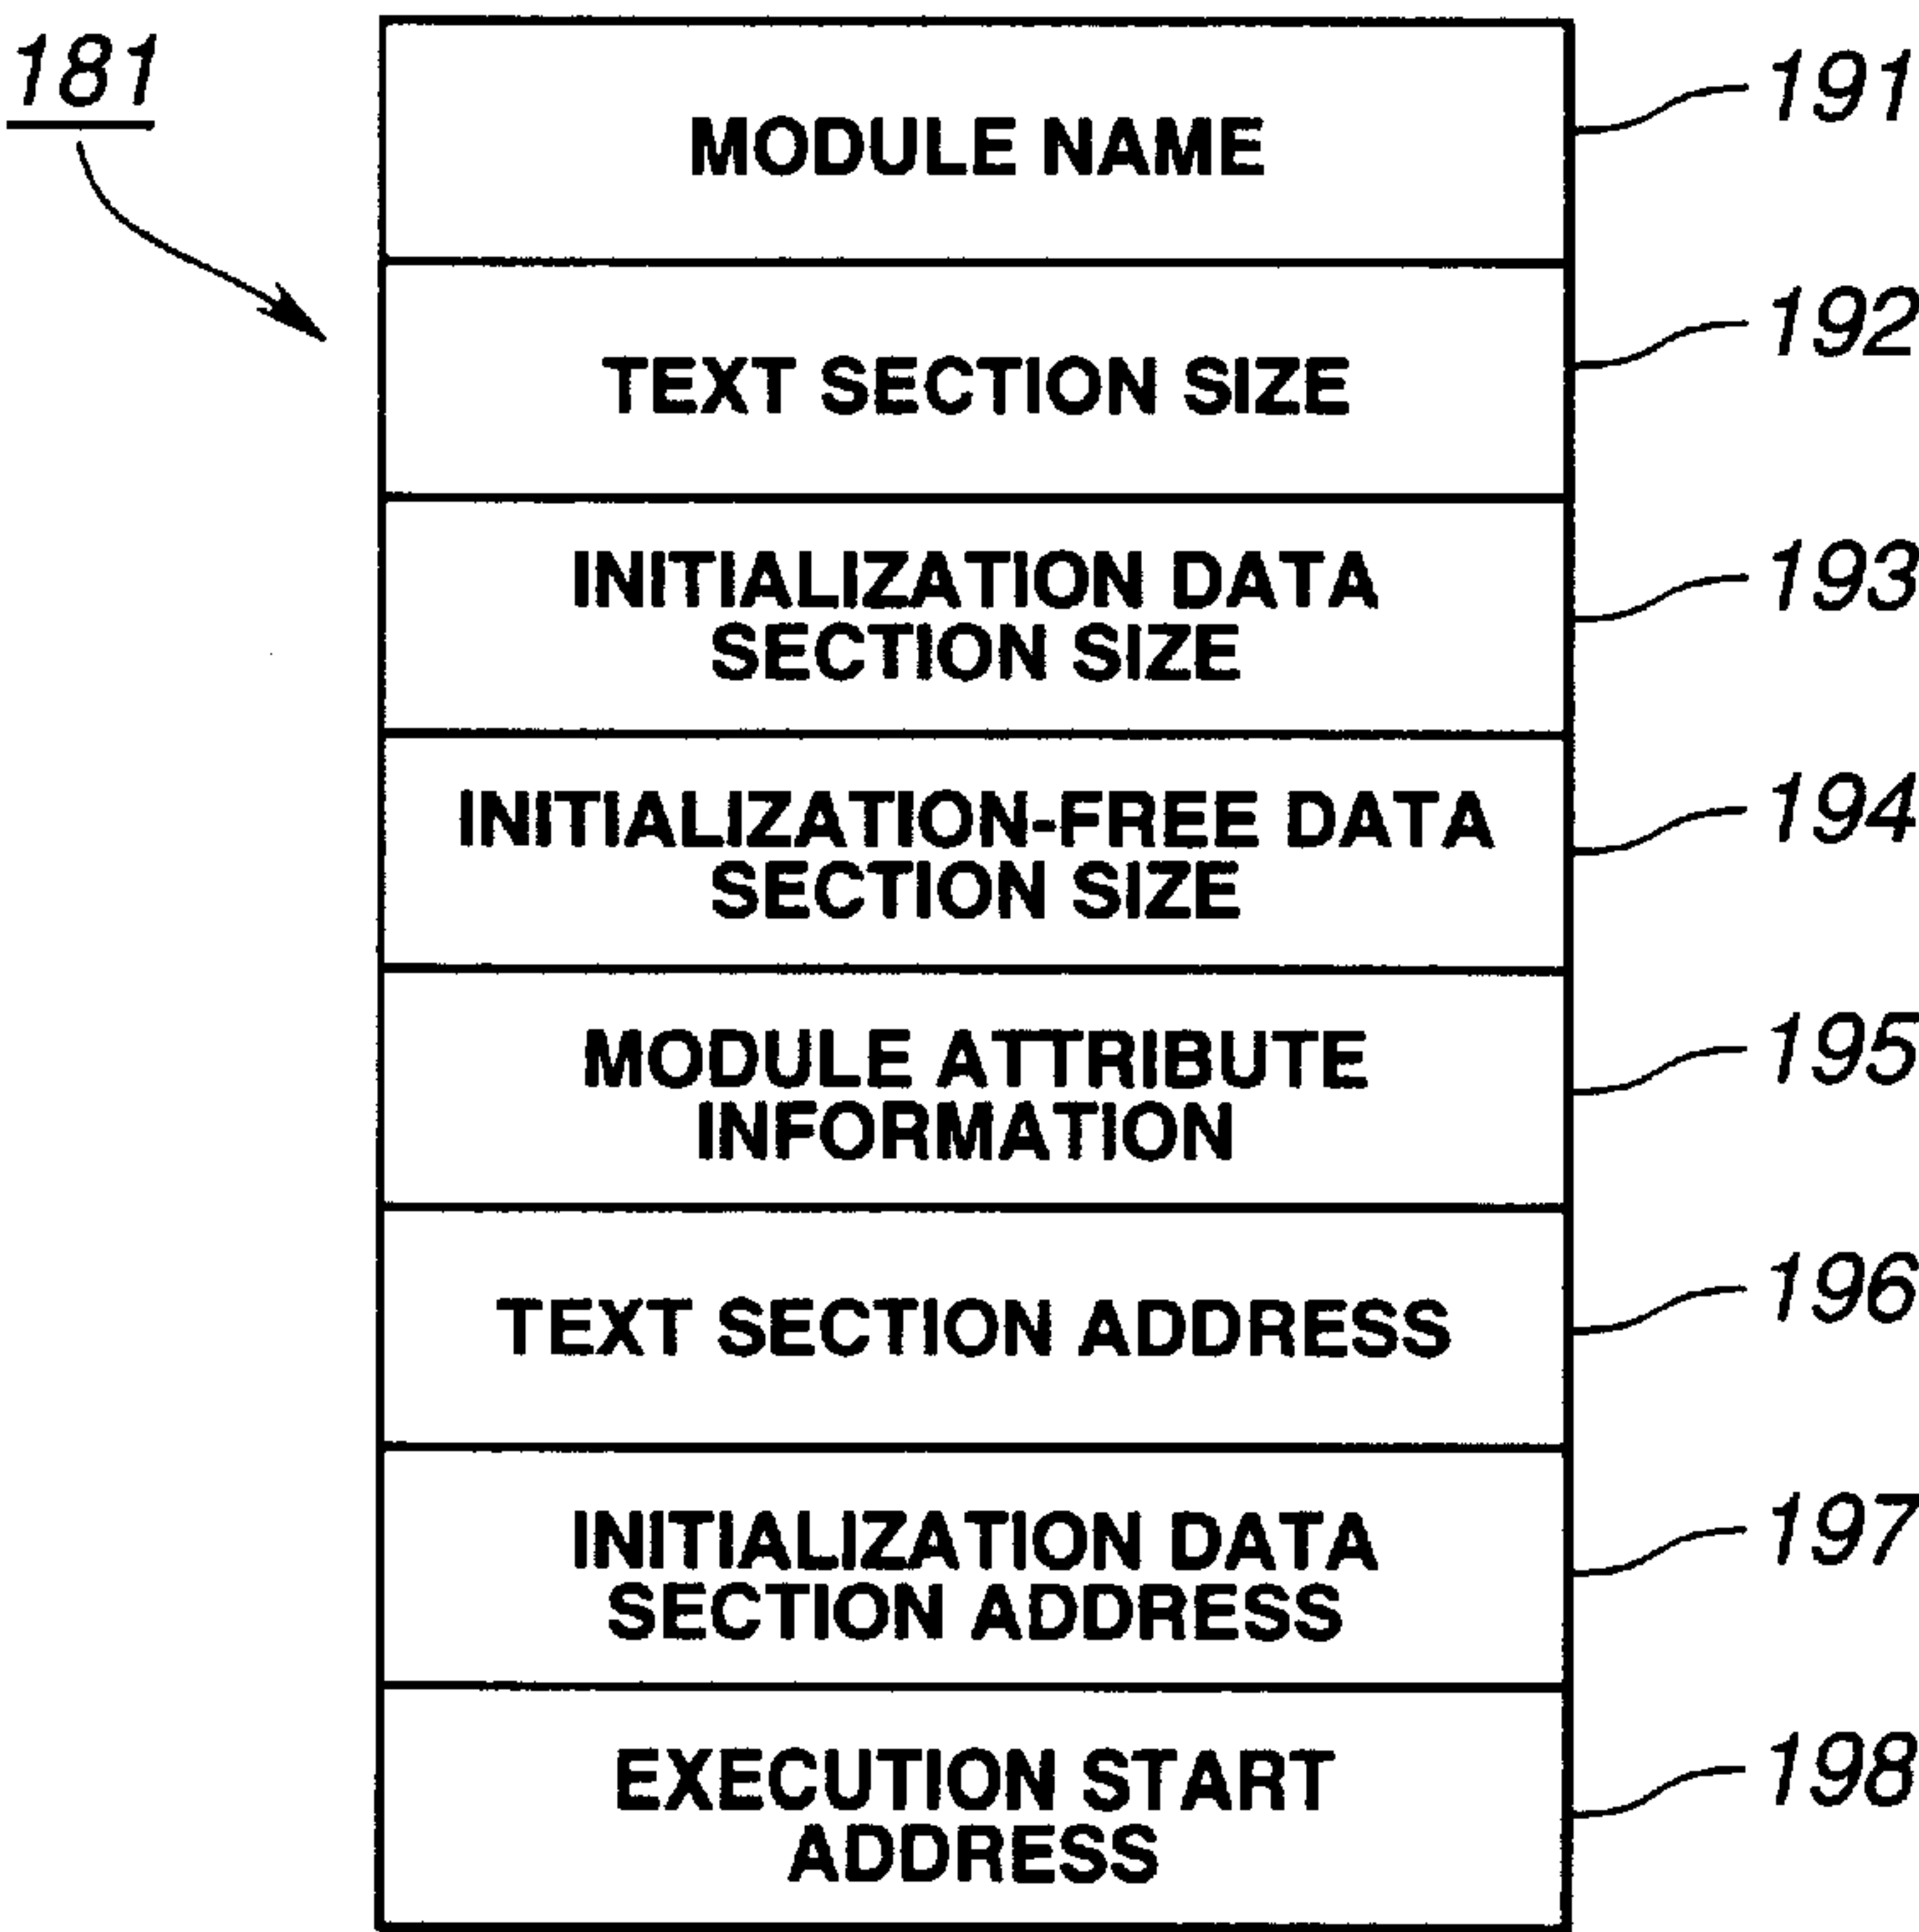 181
MODULE NAME
191
TEXT SECTION SIZE
192
INITIALIZATION DATA
SECTION SIZE
193
INITIALIZATION-FREE DATA
SECTION SIZE
194
MODULE ATTRIBUTE
INFORMATION
195
TEXT SECTION ADDRESS
196
INITIALIZATION DATA
SECTION ADDRESS
197
EXECUTION START
ADDRESS
198